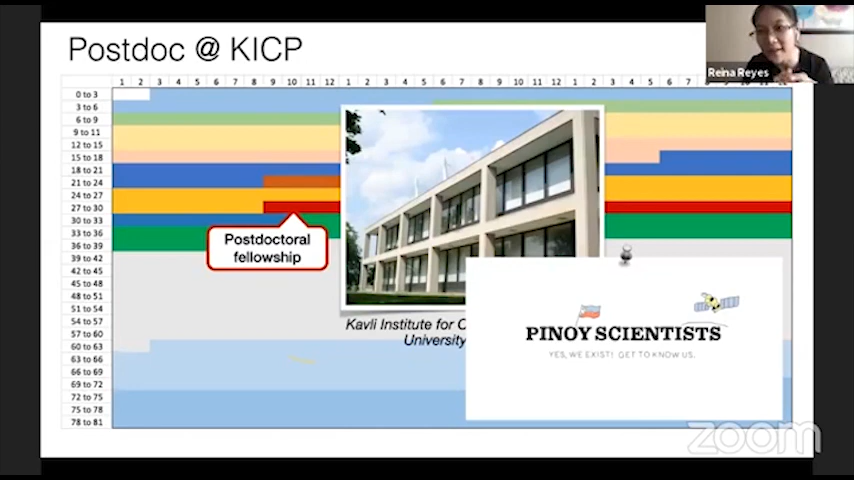 Postdoc @ KICP
Reina Reyes
1 2 3 4 5 6 7 8 9 10 11 12 1 2 3 4 5 6 7 8 9 10 11 12 1 2 3 4 5 6 7 8
0 to 3
3 to 6
6 to 9
9 to 11
12 to 15
15 to 18
18 to 21
21 to 24
24 to 27
27 to 30
30 to 33
33 to 36
36 to 39
39 to 42
42 to 45
45 to 48
48 to 51
51 to 54
54 to 57
57 to 60
60 to 63
63 to 66
66 to 69
69 to 72
72 to 75
75 to 78
78 to 81
Postdoctoral
fellowship
Kavli Institute for C
University
PINOY SCIENTISTS
YES, WE EXIST! GET TO KNOW US.
zoom